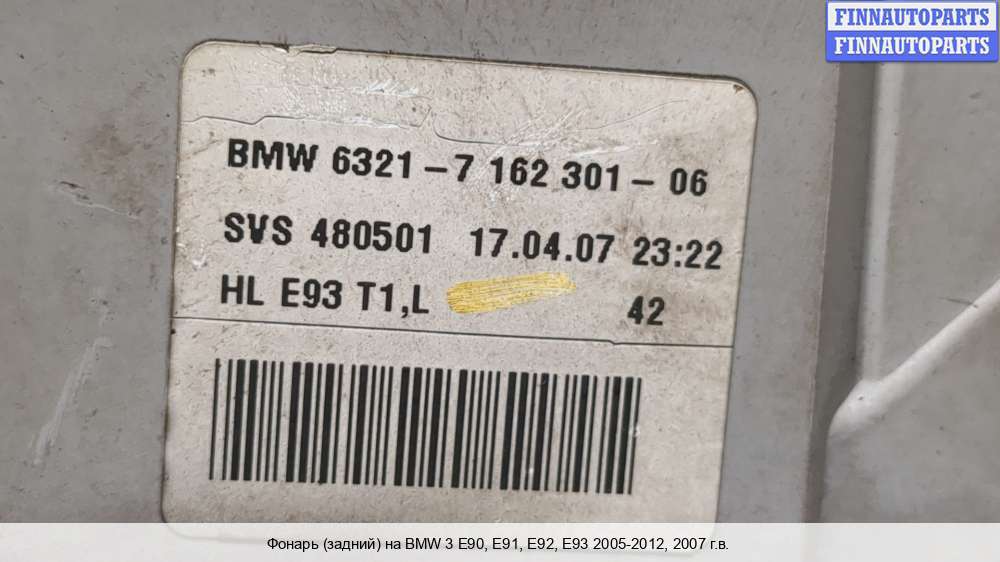 FINNAUTOPARTS
FINNAUTOPARTS
BMW 6321 – 7 162 301 – 06
SVS 480501 17.04.07 23:22
HL E93 T1,L 42
Фонарь (задний) на BMW 3 E90, E91, E92, E93 2005-2012, 2007 г.в.